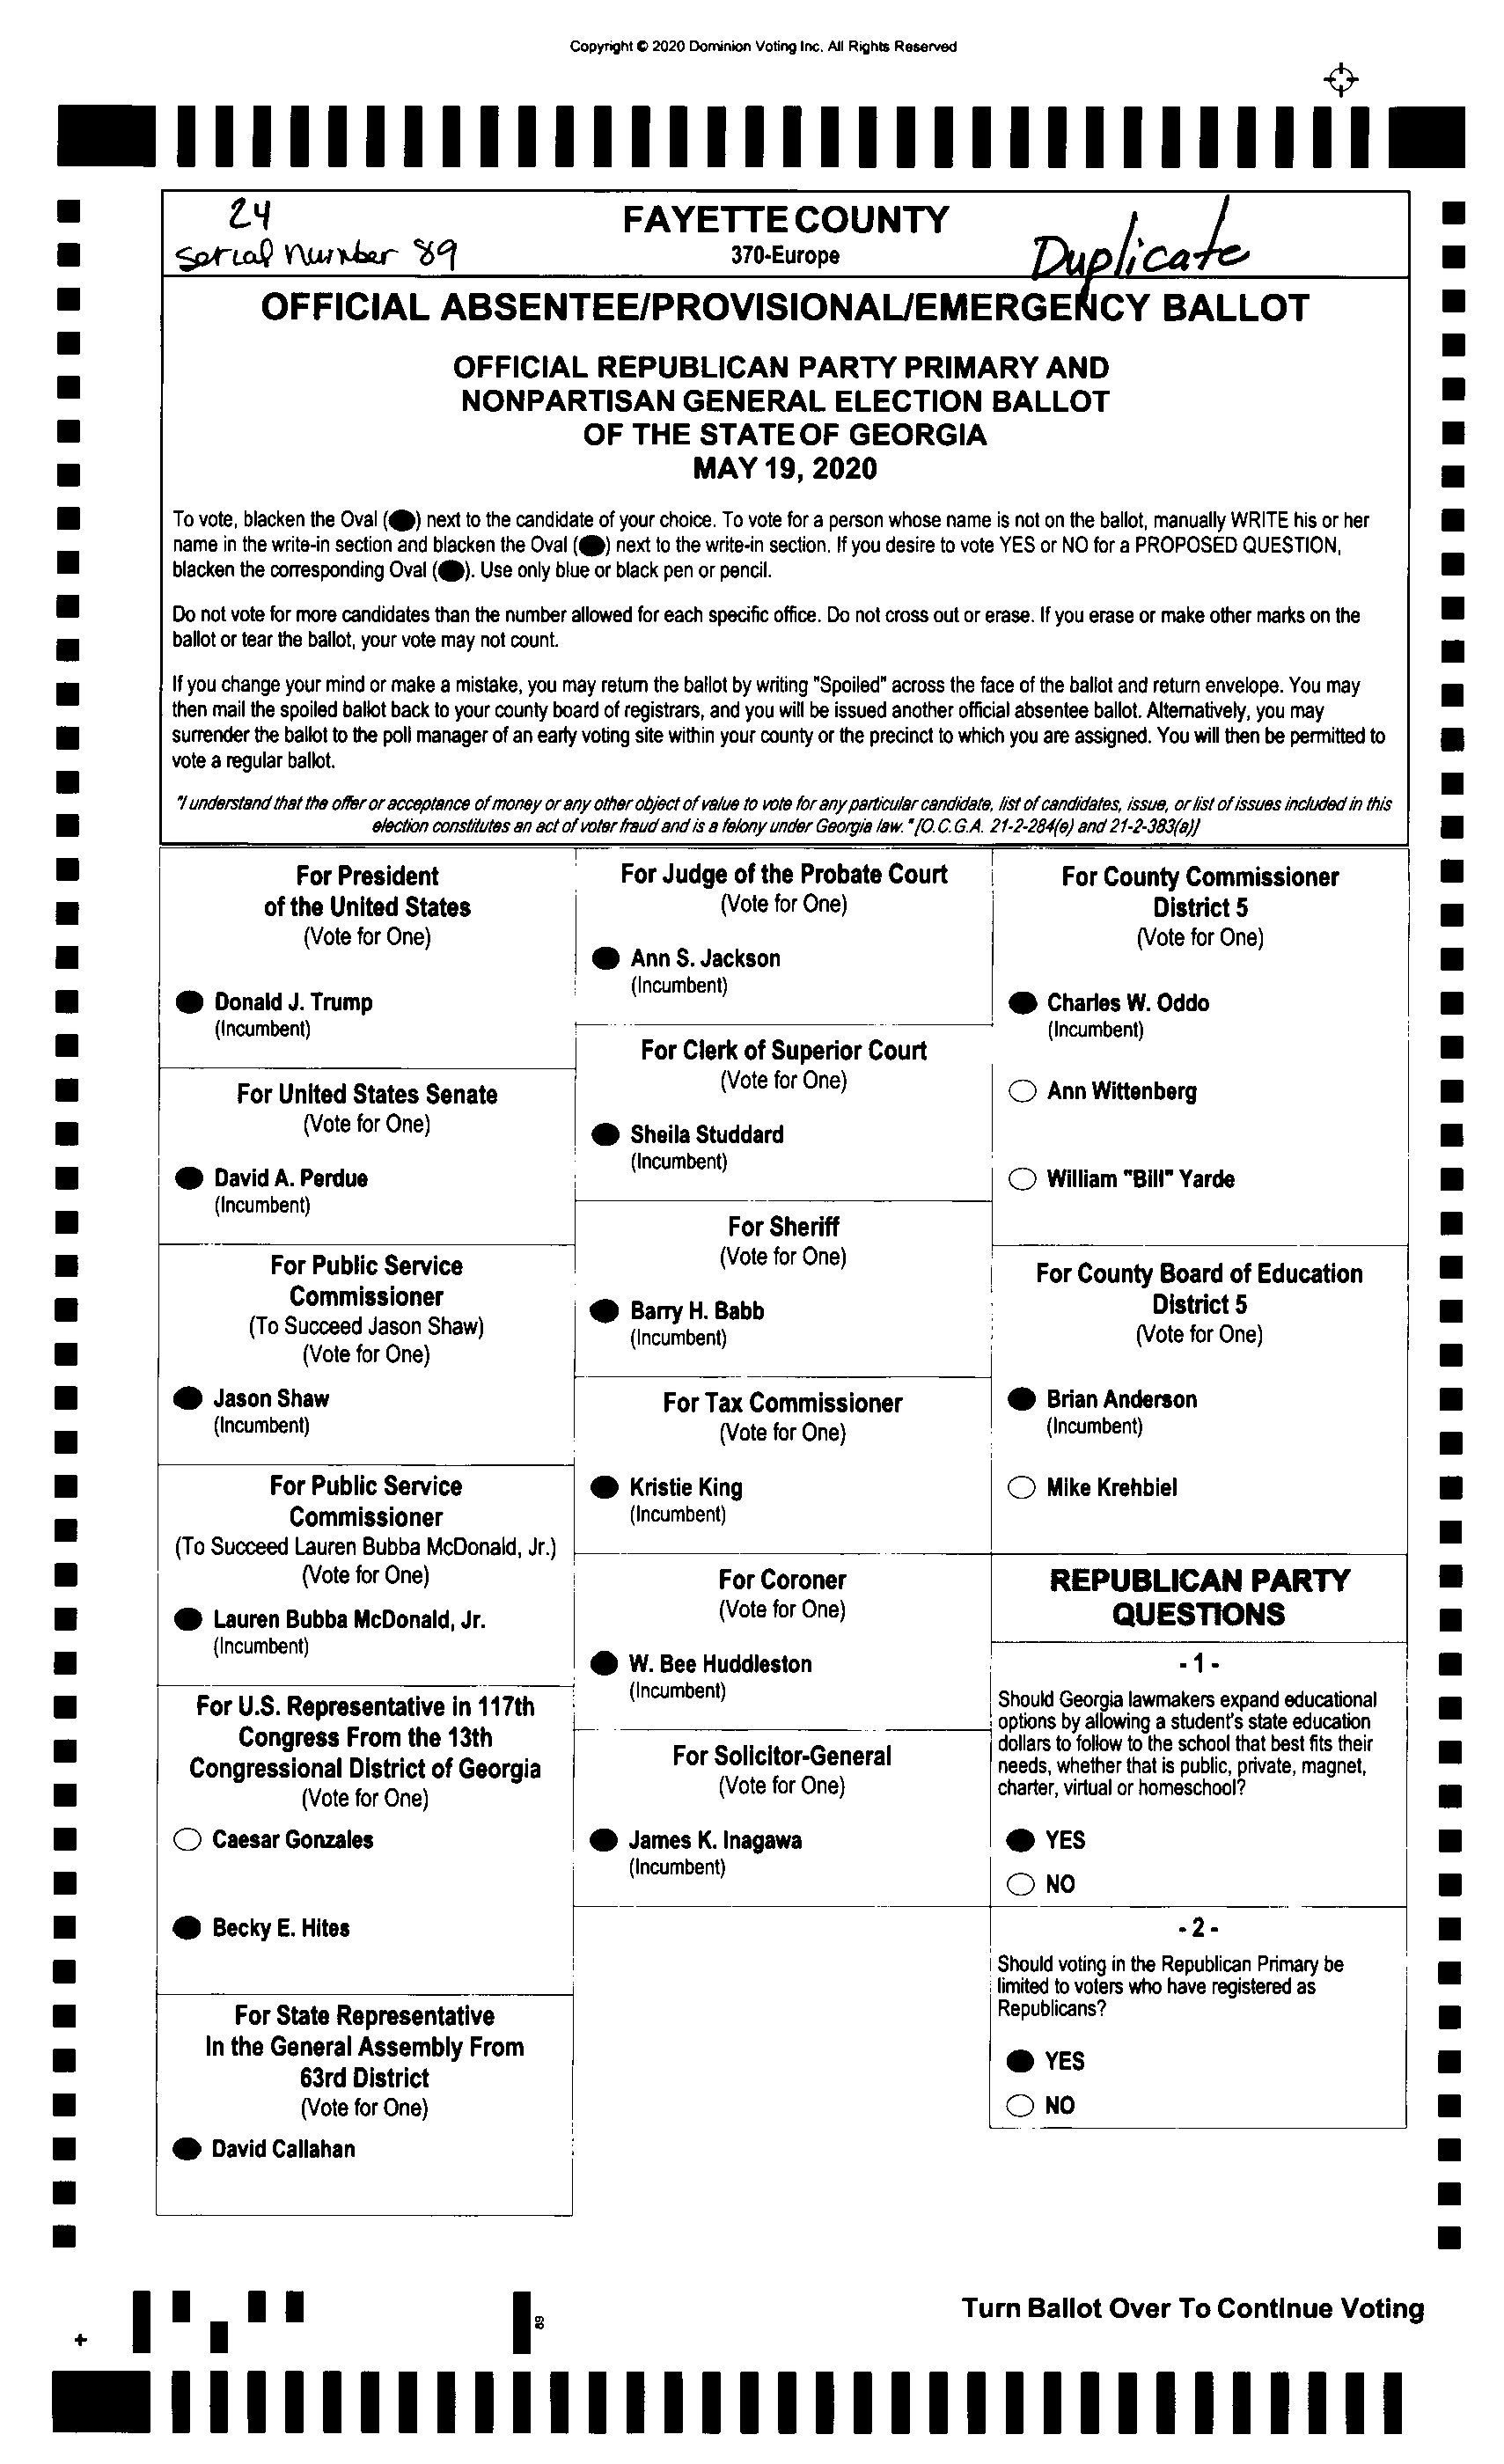 Copyright © 2020 Dominion Voting Inc. All Rights Reserved
24
Serial Number 89
FAYETTE COUNTY
370-Europe
Duplicate
OFFICIAL ABSENTEE/PROVISIONAL/EMERGENCY BALLOT
OFFICIAL REPUBLICAN PARTY PRIMARY AND
NONPARTISAN GENERAL ELECTION BALLOT
OF THE STATE OF GEORGIA
MAY 19, 2020
To vote, blacken the Oval (●) next to the candidate of your choice. To vote for a person whose name is not on the ballot, manually WRITE his or her
name in the write-in section and blacken the Oval (●) next to the write-in section. If you desire to vote YES or NO for a PROPOSED QUESTION,
blacken the corresponding Oval (●). Use only blue or black pen or pencil.
Do not vote for more candidates than the number allowed for each specific office. Do not cross out or erase. If you erase or make other marks on the
ballot or tear the ballot, your vote may not count.
If you change your mind or make a mistake, you may return the ballot by writing "Spoiled" across the face of the ballot and return envelope. You may
then mail the spoiled ballot back to your county board of registrars, and you will be issued another official absentee ballot. Alternatively, you may
surrender the ballot to the poll manager of an early voting site within your county or the precinct to which you are assigned. You will then be permitted to
vote a regular ballot.
"I understand that the offer or acceptance of money or any other object of value to vote for any particular candidate, list of candidates, issue, or list of issues included in this
election constitutes an act of voter fraud and is a felony under Georgia law." [O.C.G.A. 21-2-284(e) and 21-2-383(a)]
For President
of the United States
(Vote for One)
Donald J. Trump
(Incumbent)
For United States Senate
(Vote for One)
David A. Perdue
(Incumbent)
For Public Service
Commissioner
(To Succeed Jason Shaw)
(Vote for One)
Jason Shaw
(Incumbent)
For Public Service
Commissioner
(To Succeed Lauren Bubba McDonald, Jr.)
(Vote for One)
Lauren Bubba McDonald, Jr.
(Incumbent)
For U.S. Representative in 117th
Congress From the 13th
Congressional District of Georgia
(Vote for One)
Caesar Gonzales
Becky E. Hites
For State Representative
In the General Assembly From
63rd District
(Vote for One)
David Callahan
For Judge of the Probate Court
(Vote for One)
Ann S. Jackson
(Incumbent)
For Clerk of Superior Court
(Vote for One)
Sheila Studdard
(Incumbent)
For Sheriff
(Vote for One)
Barry H. Babb
(Incumbent)
For Tax Commissioner
(Vote for One)
Kristie King
(Incumbent)
For Coroner
(Vote for One)
W. Bee Huddleston
(Incumbent)
For Solicitor-General
(Vote for One)
James K. Inagawa
(Incumbent)
For County Commissioner
District 5
(Vote for One)
Charles W. Oddo
(Incumbent)
Ann Wittenberg
William "Bill" Yarde
For County Board of Education
District 5
(Vote for One)
Brian Anderson
(Incumbent)
Mike Krehbiel
REPUBLICAN PARTY
QUESTIONS
- 1 -
Should Georgia lawmakers expand educational
options by allowing a student's state education
dollars to follow to the school that best fits their
needs, whether that is public, private, magnet,
charter, virtual or homeschool?
YES
NO
- 2 -
Should voting in the Republican Primary be
limited to voters who have registered as
Republicans?
YES
NO
89
Turn Ballot Over To Continue Voting